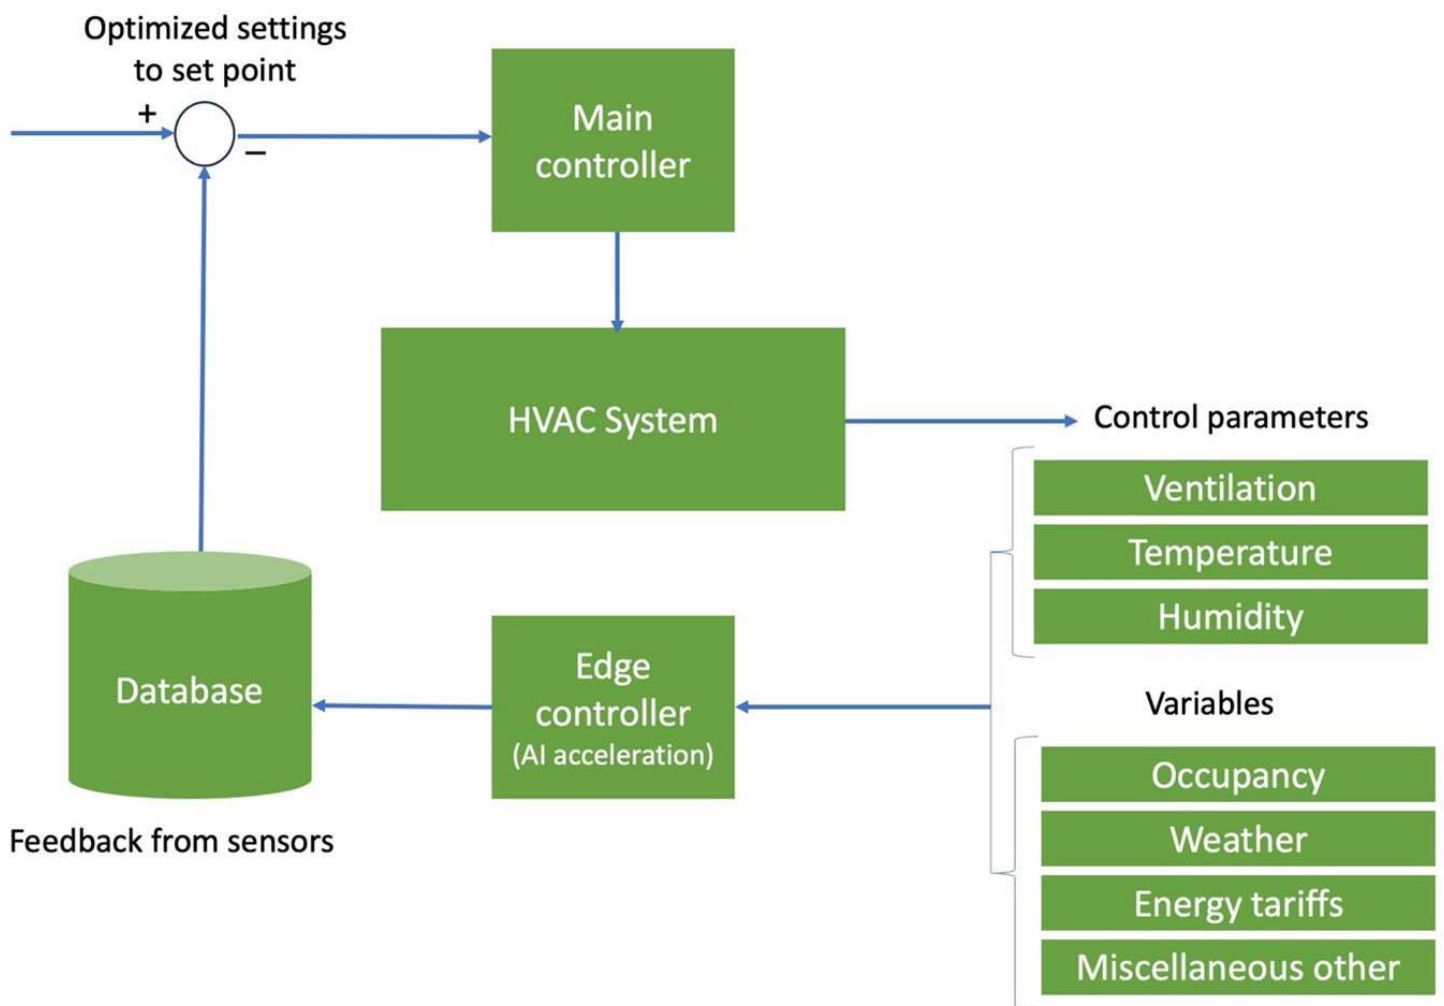 Optimized settings
to set point
+
−
Main
controller
HVAC System
Control parameters
Ventilation
Temperature
Humidity
Database
Edge
controller
(AI acceleration)
Variables
Occupancy
Weather
Energy tariffs
Miscellaneous other
Feedback from sensors